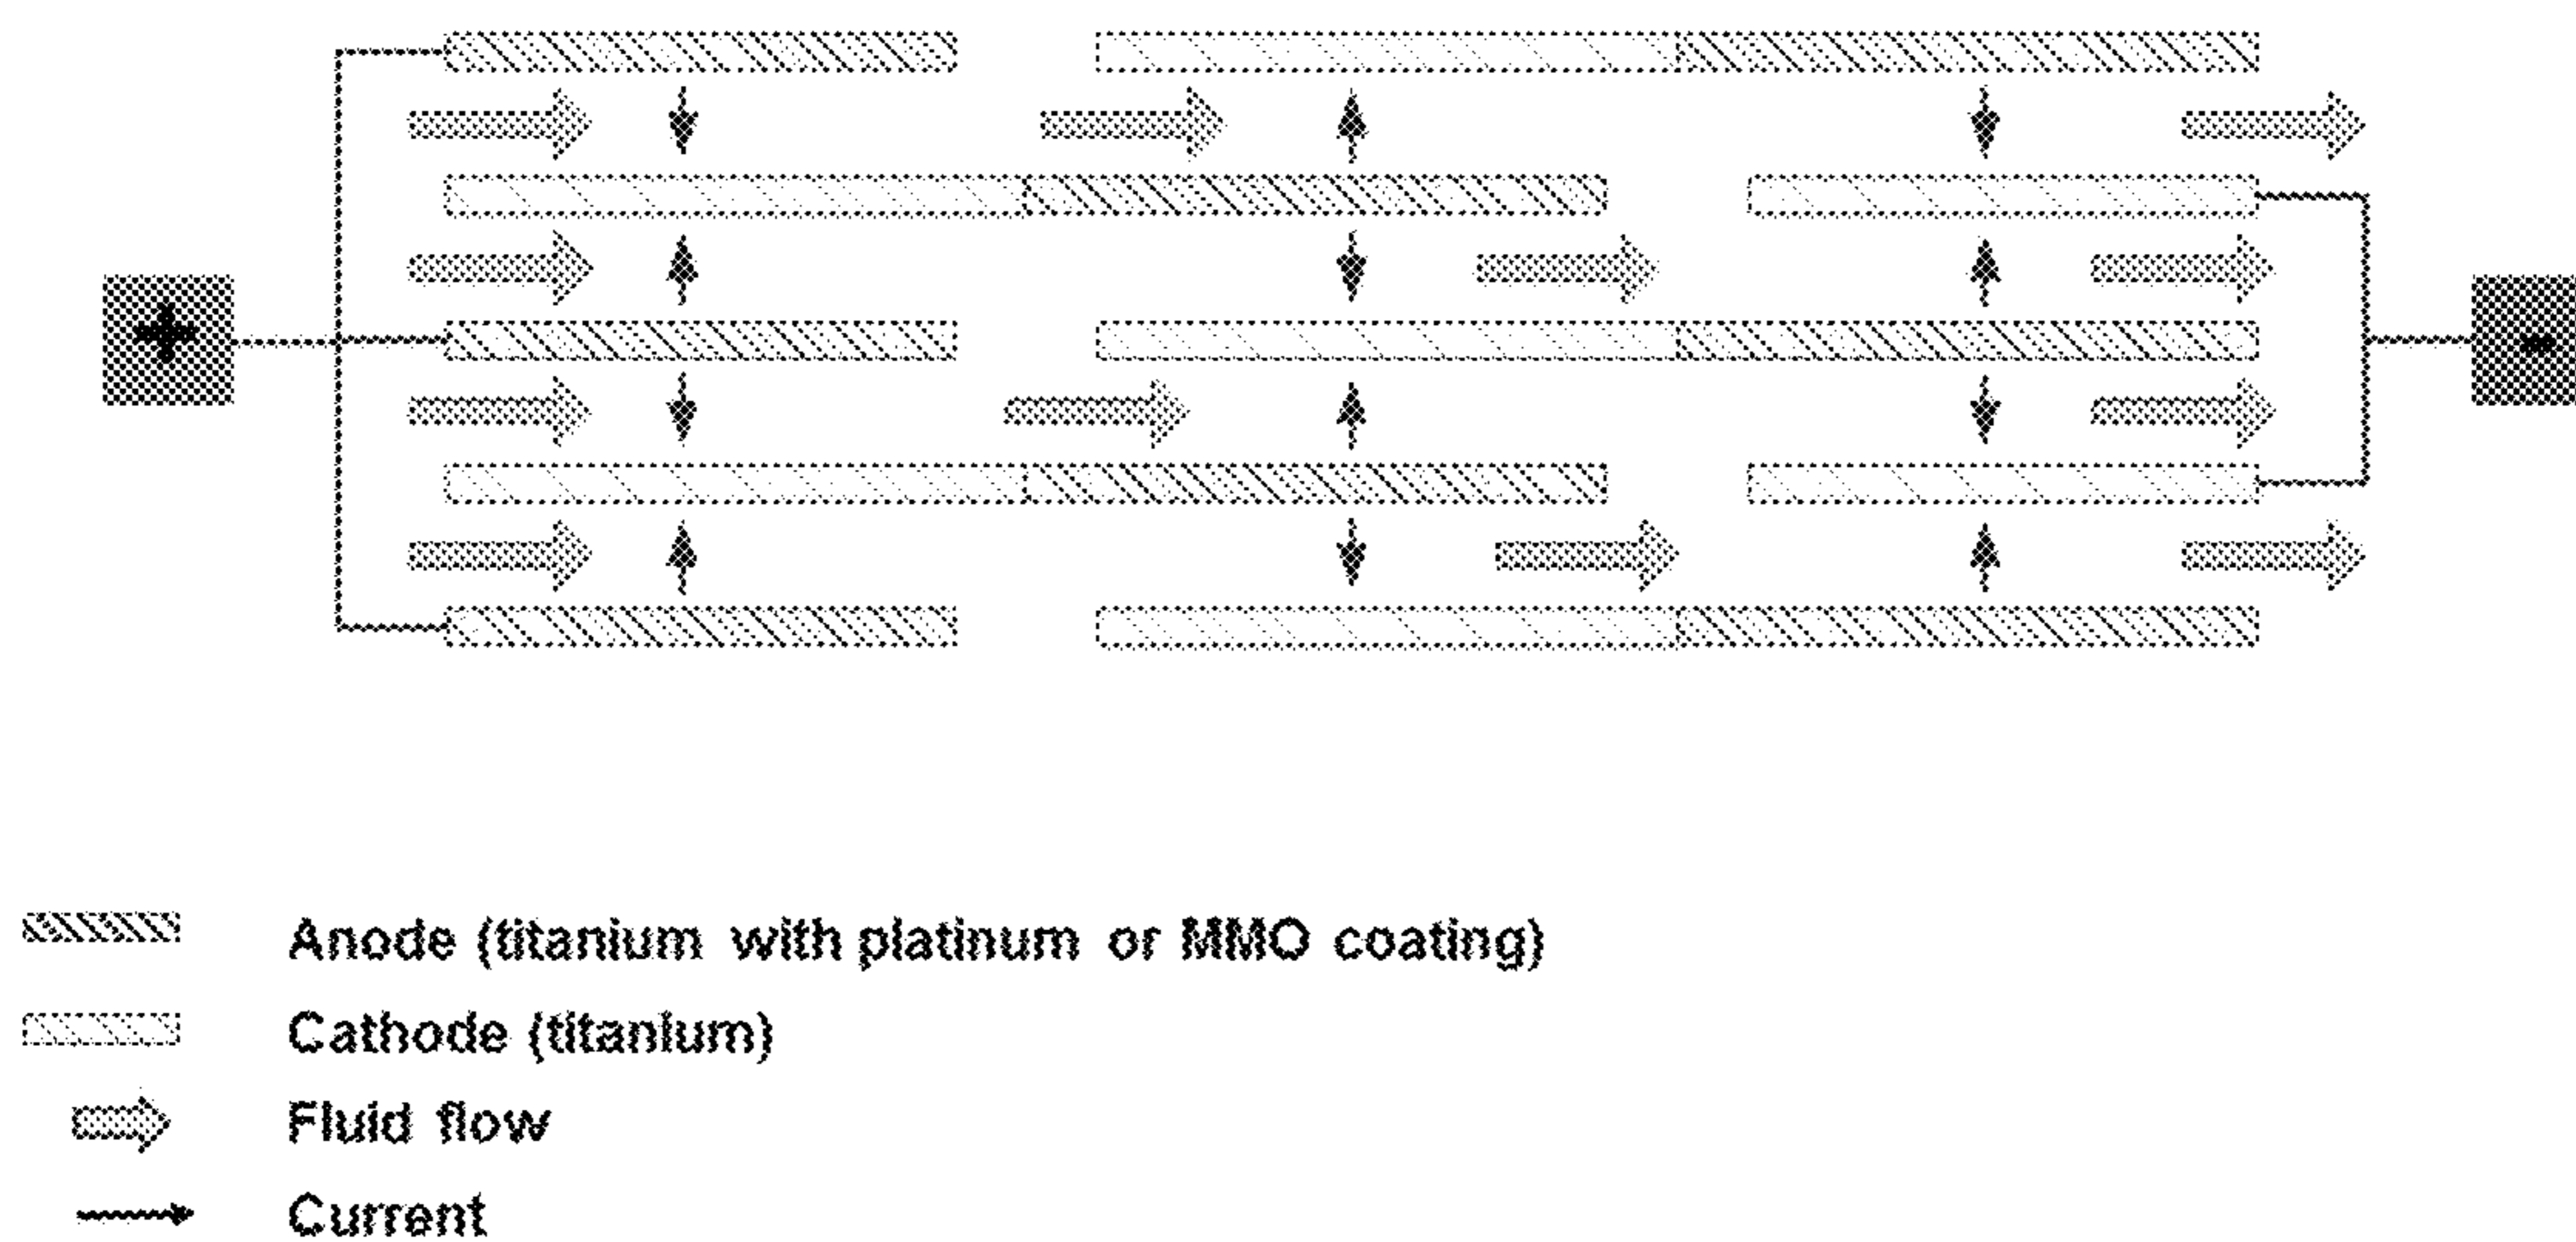 +
-
Anode (titanium with platinum or MMO coating)
Cathode (titanium)
Fluid flow
Current